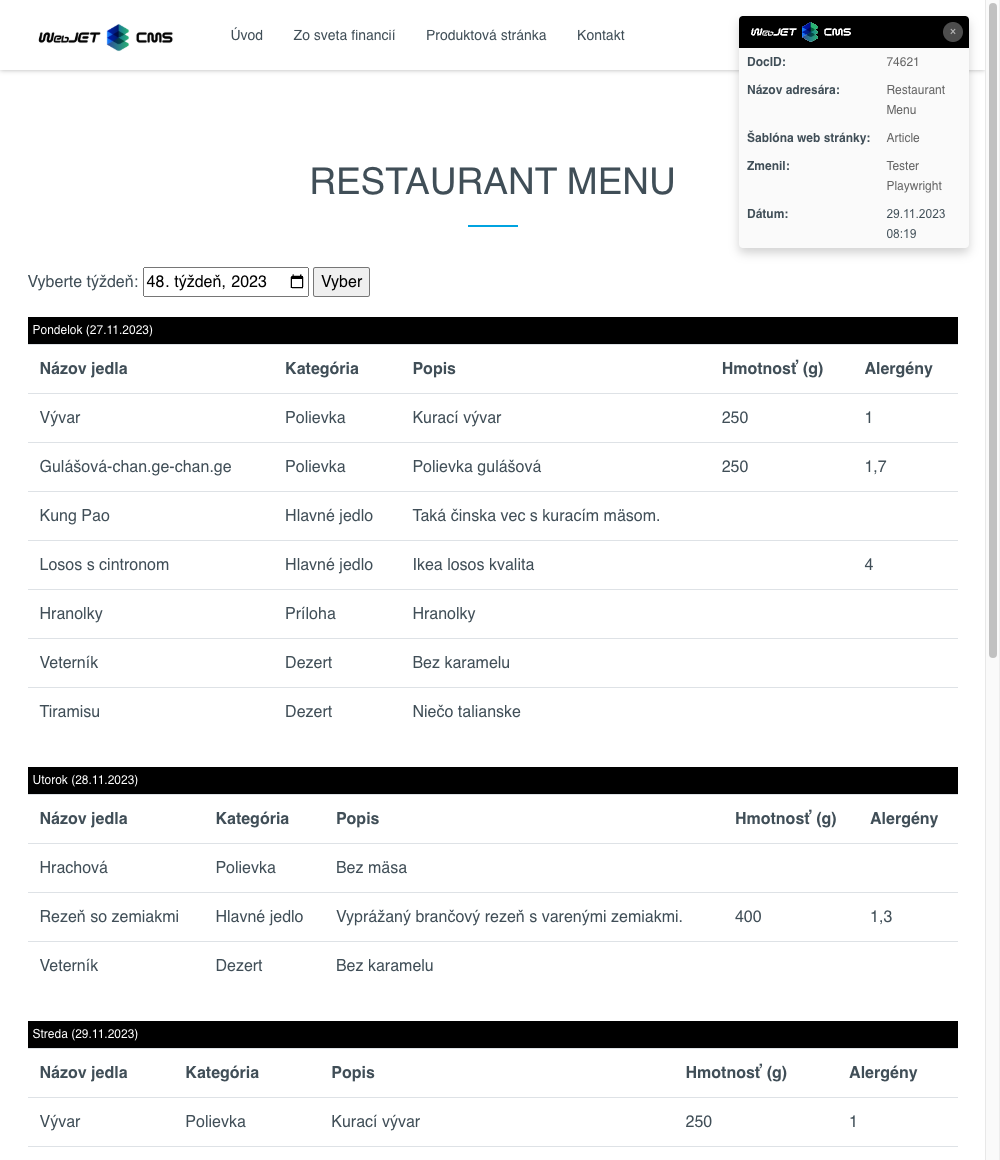 WebJET CMS
Úvod Zo sveta financií Produktová stránka Kontakt
WebJET CMS ×
DocID: 74621
Názov adresára: Restaurant Menu
Šablóna web stránky: Article
Zmenil: Tester Playwright
Dátum: 29.11.2023 08:19
RESTAURANT MENU
Vyberte týždeň: 48. týždeň, 2023 Vyber
Pondelok (27.11.2023)
Názov jedla Kategória Popis Hmotnosť (g) Alergény
Vývar Polievka Kurací vývar 250 1
Gulášová-chan.ge-chan.ge Polievka Polievka gulášová 250 1,7
Kung Pao Hlavné jedlo Taká činska vec s kuracím mäsom.
Losos s cintronom Hlavné jedlo Ikea losos kvalita 4
Hranolky Príloha Hranolky
Veterník Dezert Bez karamelu
Tiramisu Dezert Niečo talianske
Utorok (28.11.2023)
Názov jedla Kategória Popis Hmotnosť (g) Alergény
Hrachová Polievka Bez mäsa
Rezeň so zemiakmi Hlavné jedlo Vyprážaný brančový rezeň s varenými zemiakmi. 400 1,3
Veterník Dezert Bez karamelu
Streda (29.11.2023)
Názov jedla Kategória Popis Hmotnosť (g) Alergény
Vývar Polievka Kurací vývar 250 1